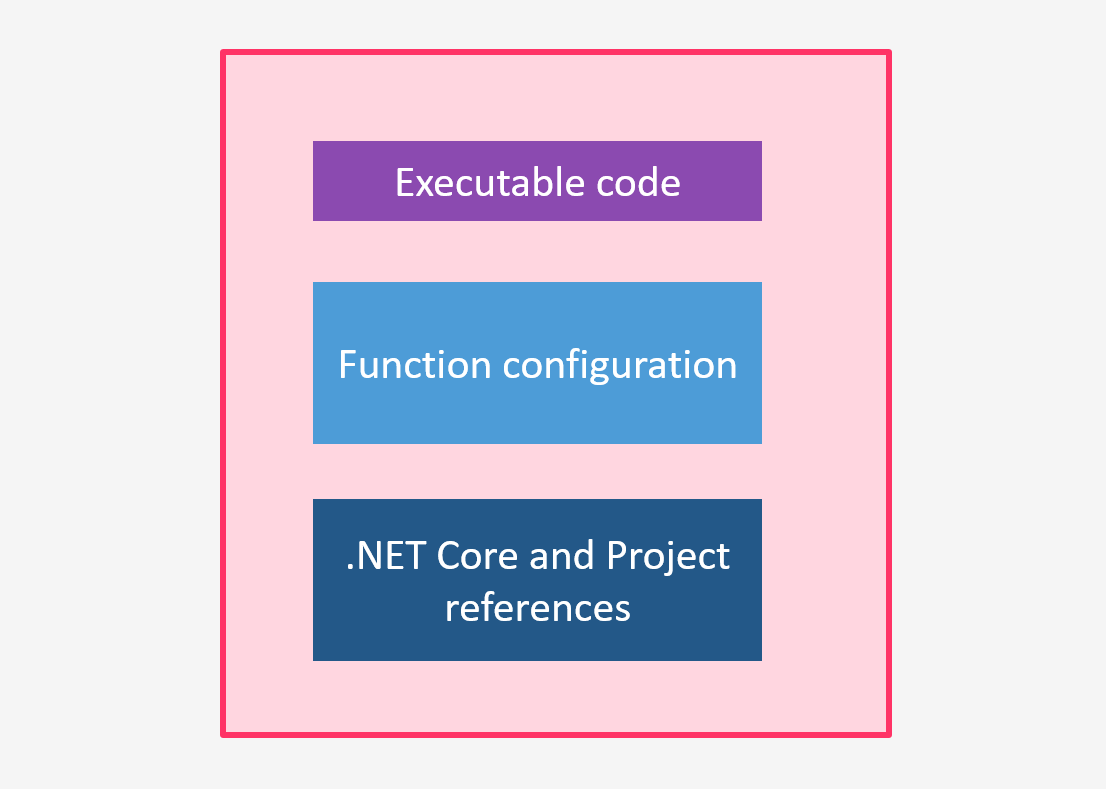 Executable code
Function configuration
.NET Core and Project
references